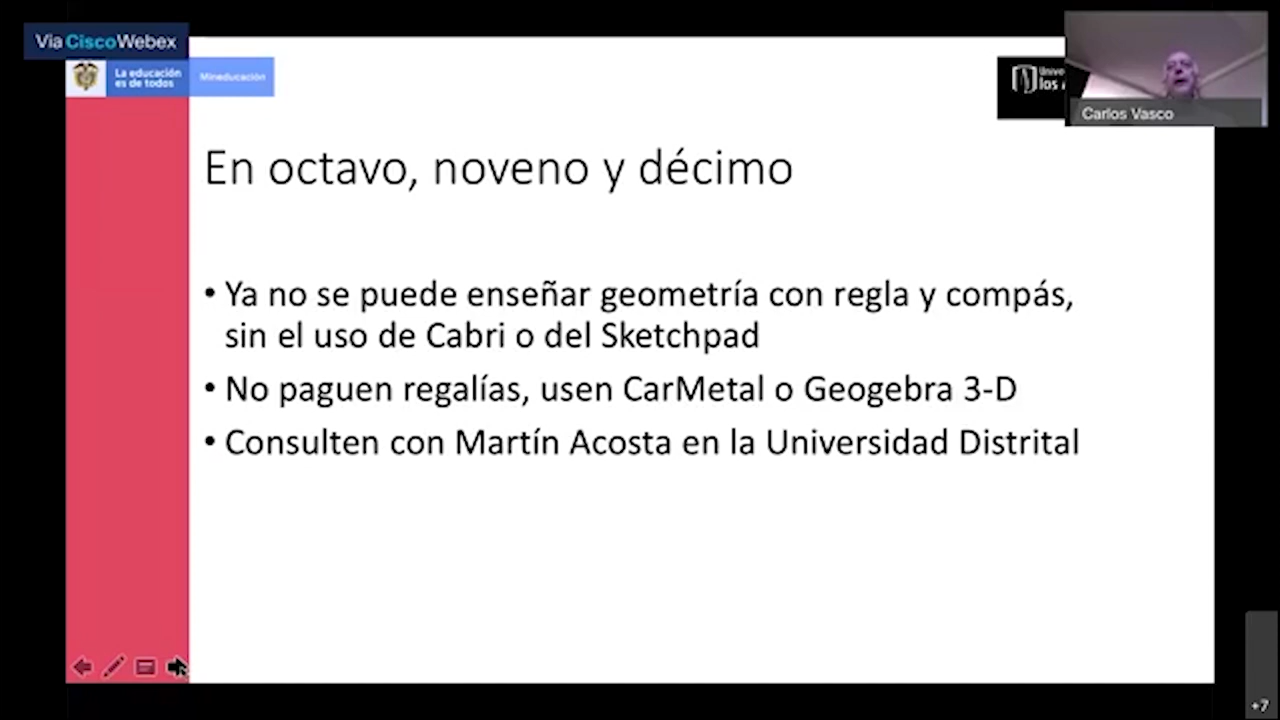 Vía CiscoWebex
La educación
es de todos
Mineducación
Carlos Vasco
En octavo, noveno y décimo
• Ya no se puede enseñar geometría con regla y compás,
sin el uso de Cabri o del Sketchpad
• No paguen regalías, usen CarMetal o Geogebra 3-D
• Consulten con Martín Acosta en la Universidad Distrital
+7